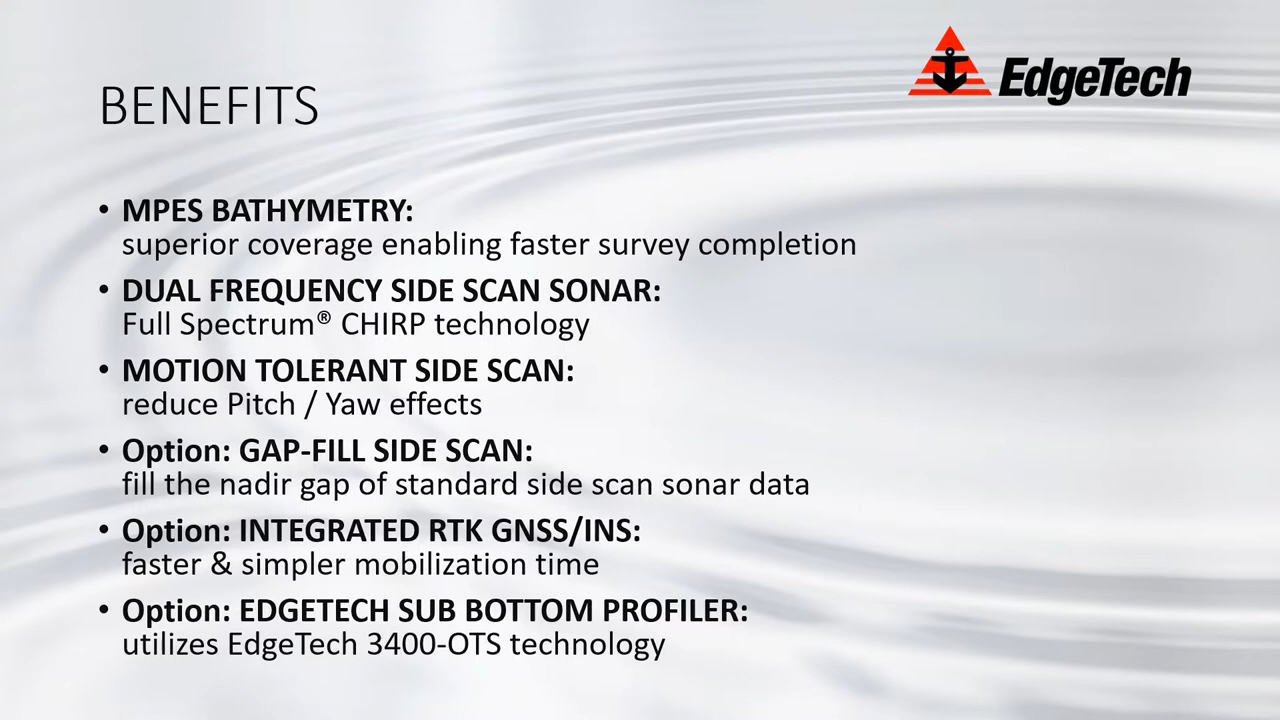 EdgeTech
BENEFITS
• MPES BATHYMETRY:
superior coverage enabling faster survey completion
• DUAL FREQUENCY SIDE SCAN SONAR:
Full Spectrum® CHIRP technology
• MOTION TOLERANT SIDE SCAN:
reduce Pitch / Yaw effects
• Option: GAP-FILL SIDE SCAN:
fill the nadir gap of standard side scan sonar data
• Option: INTEGRATED RTK GNSS/INS:
faster & simpler mobilization time
• Option: EDGETECH SUB BOTTOM PROFILER:
utilizes EdgeTech 3400-OTS technology